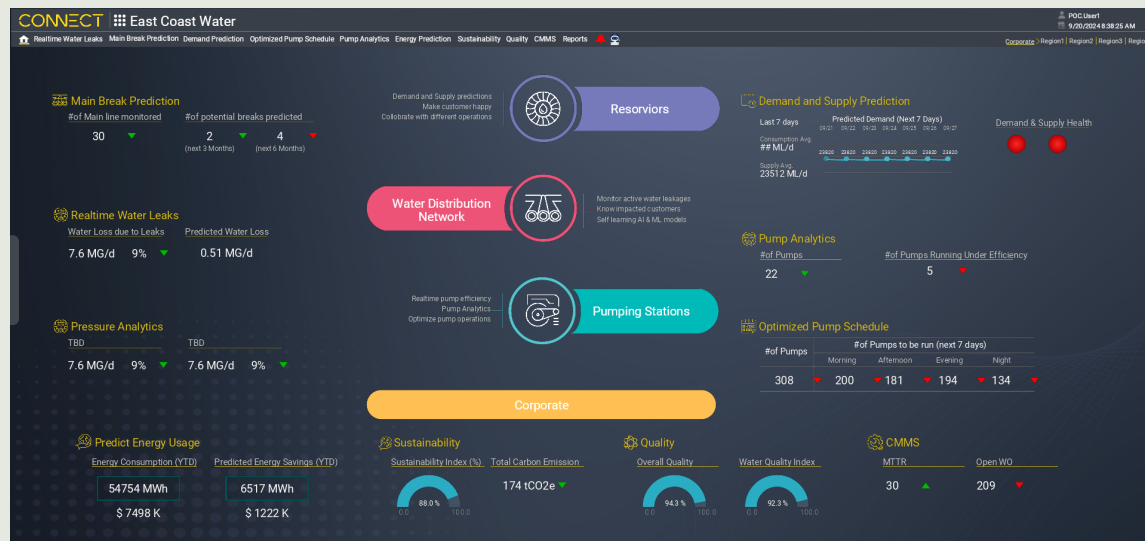 CONNECT East Coast Water
POC.User1
9/20/2024 8:38:25 AM
Realtime Water Leaks Main Break Prediction Demand Prediction Optimized Pump Schedule Pump Analytics Energy Prediction Sustainability Quality CMMS Reports
Corporate > Region1 | Region2 | Region3 | Regio
Main Break Prediction
#of Main line monitored #of potential breaks predicted
30 2 4
(next 3 Months) (next 6 Months)
Realtime Water Leaks
Water Loss due to Leaks Predicted Water Loss
7.6 MG/d 9% 0.51 MG/d
Pressure Analytics
TBD TBD
7.6 MG/d 9% 7.6 MG/d 9%
Demand and Supply predictions
Make customer happy
Collobrate with different operations
Resorviors
Water Distribution
Network
Monitor active water leakages
Know impacted customers
Self learning AI & ML models
Realtime pump efficiency
Pump Analytics
Optimize pump operations
Pumping Stations
Corporate
Demand and Supply Prediction
Last 7 days Predicted Demand (Next 7 Days)
09/21 09/22 09/23 09/24 09/25 09/26 09/27
Consumption Avg.
## ML/d
23820 23820 23820 23820 23820 23820 23820
Supply Avg.
23512 ML/d
Demand & Supply Health
Pump Analytics
#of Pumps #of Pumps Running Under Efficiency
22 5
Optimized Pump Schedule
#of Pumps #of Pumps to be run (next 7 days)
Morning Afternoon Evening Night
308 200 181 194 134
Predict Energy Usage
Energy Consumption (YTD) Predicted Energy Savings (YTD)
54754 MWh 6517 MWh
$ 7498 K $ 1222 K
Sustainability
Sustainability Index (%) Total Carbon Emission
88.0 % 174 tCO2e
0.0 100.0
Quality
Overall Quality Water Quality Index
94.3 % 92.3 %
0.0 100.0 0.0 100.0
CMMS
MTTR Open WO
30 209